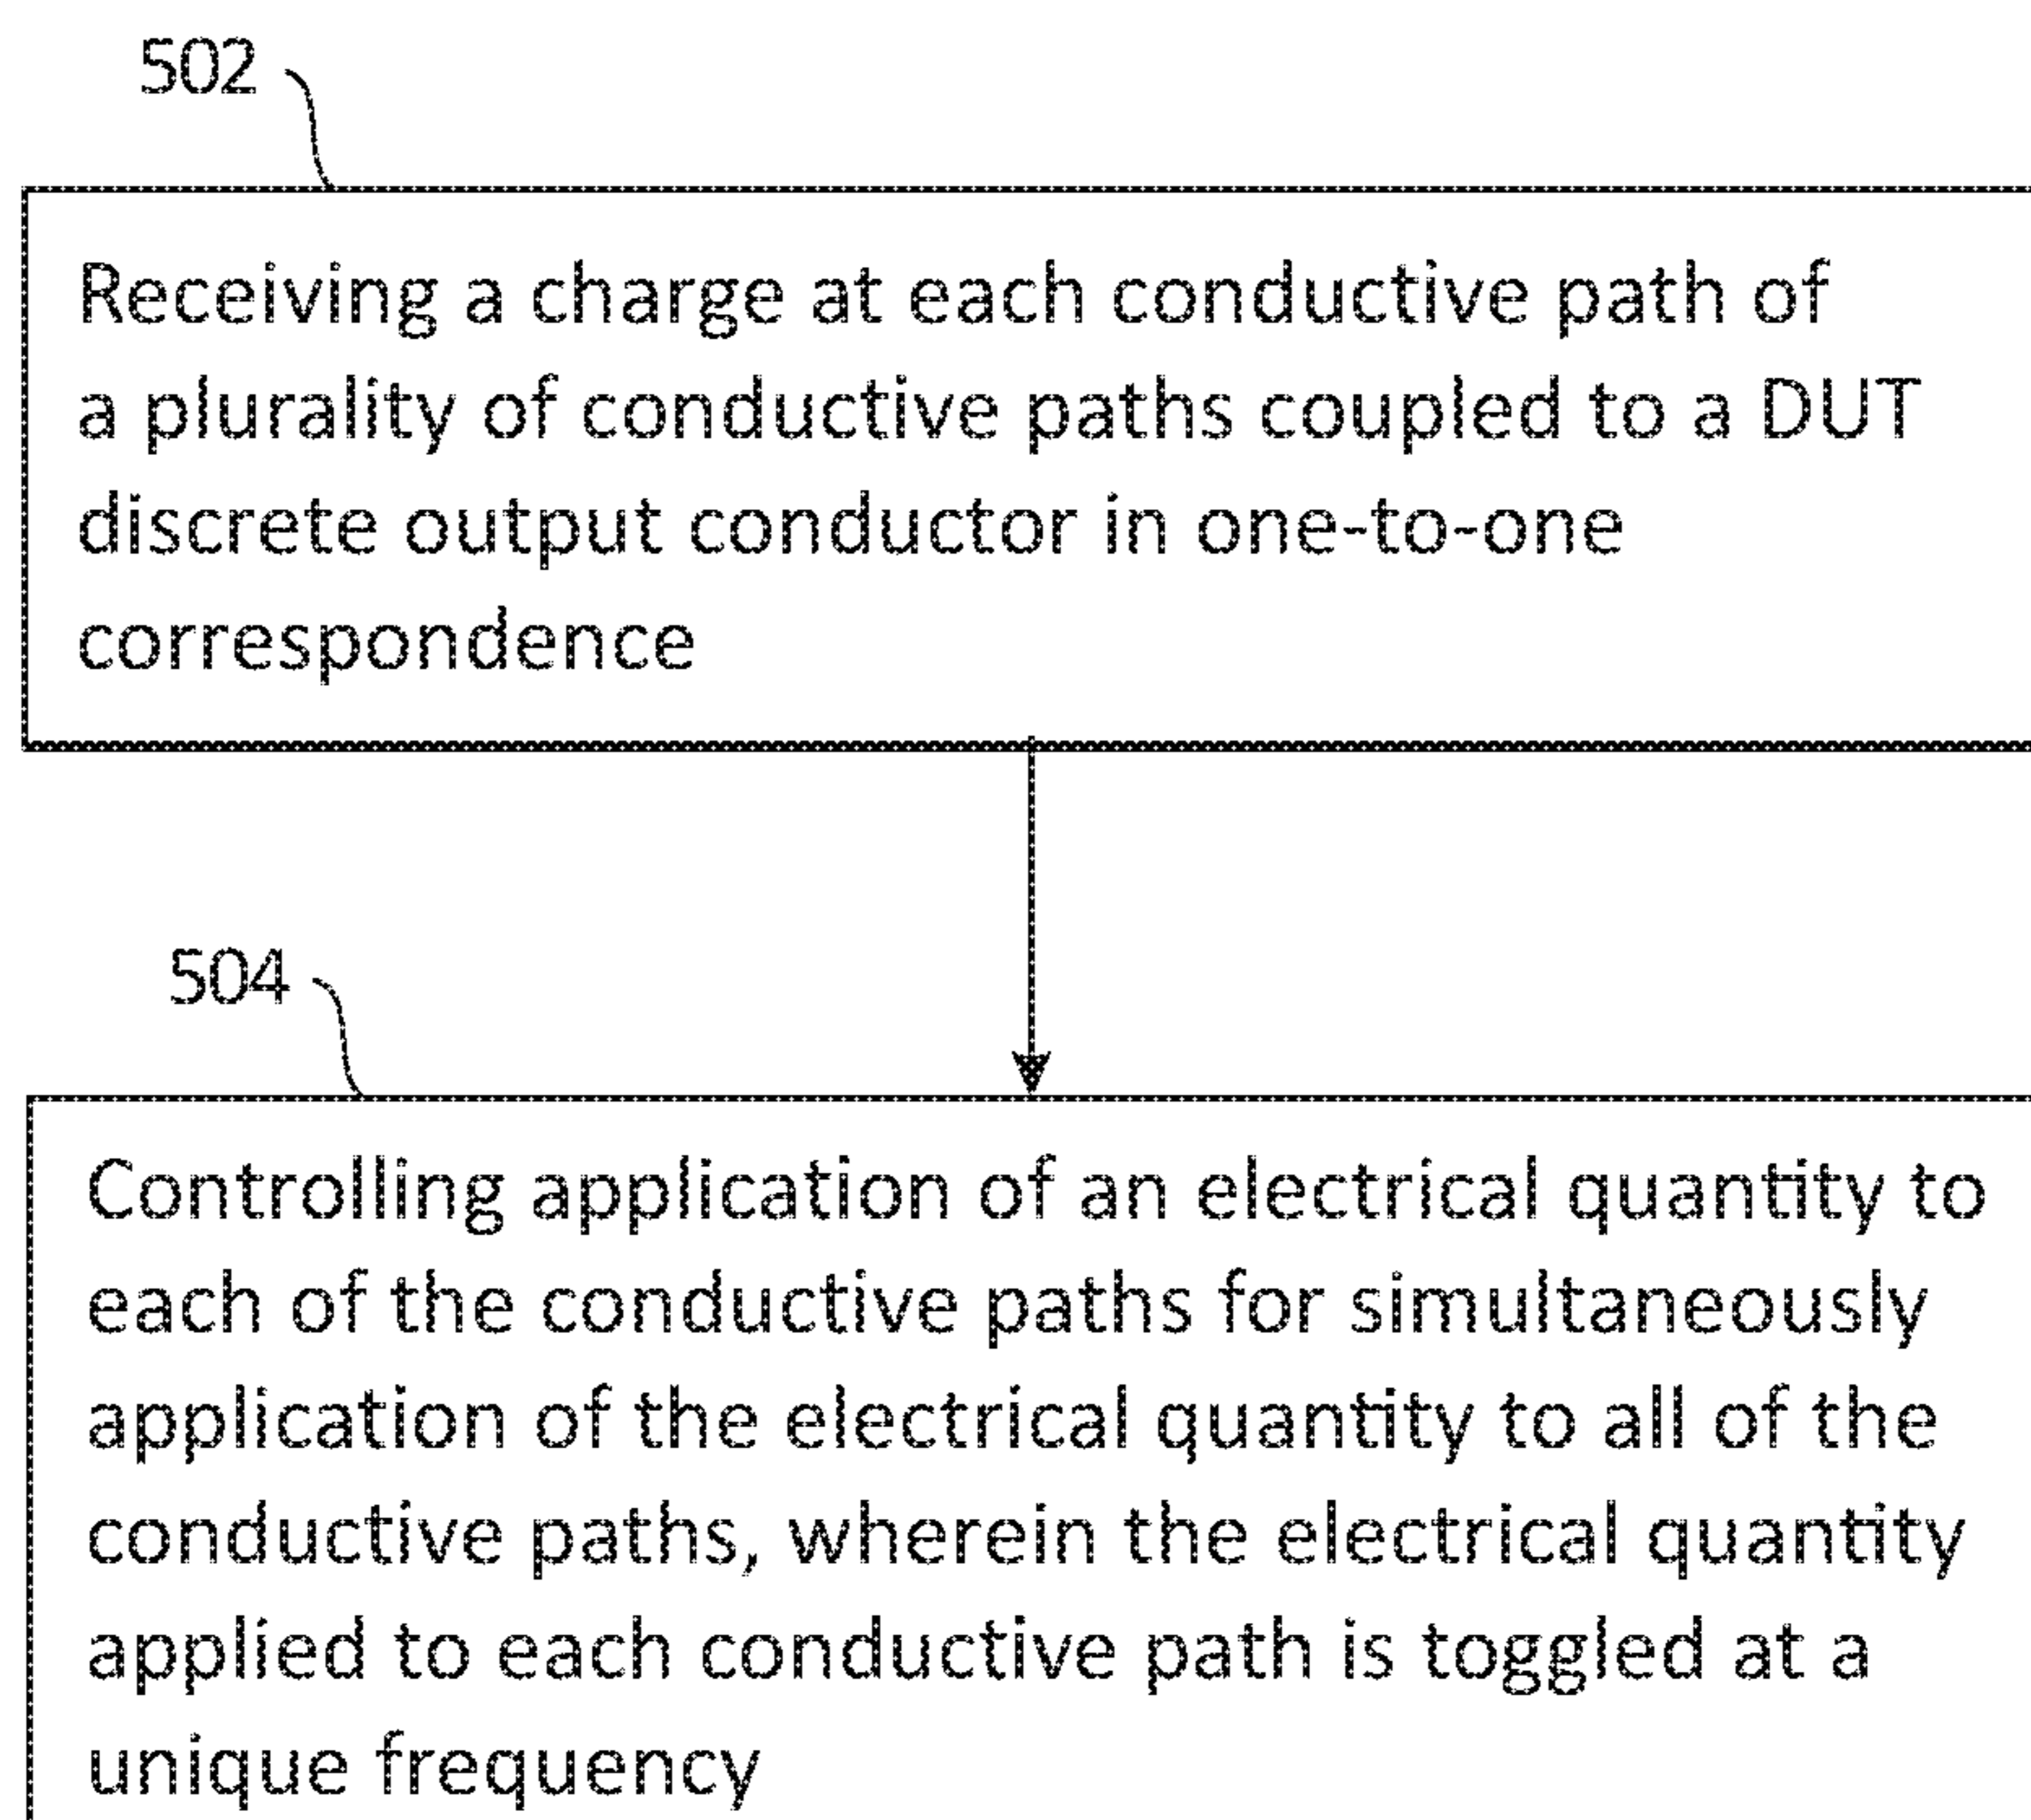 502
Receiving a charge at each conductive path of
a plurality of conductive paths coupled to a DUT
discrete output conductor in one-to-one
correspondence
504
Controlling application of an electrical quantity to
each of the conductive paths for simultaneously
application of the electrical quantity to all of the
conductive paths, wherein the electrical quantity
applied to each conductive path is toggled at a
unique frequency